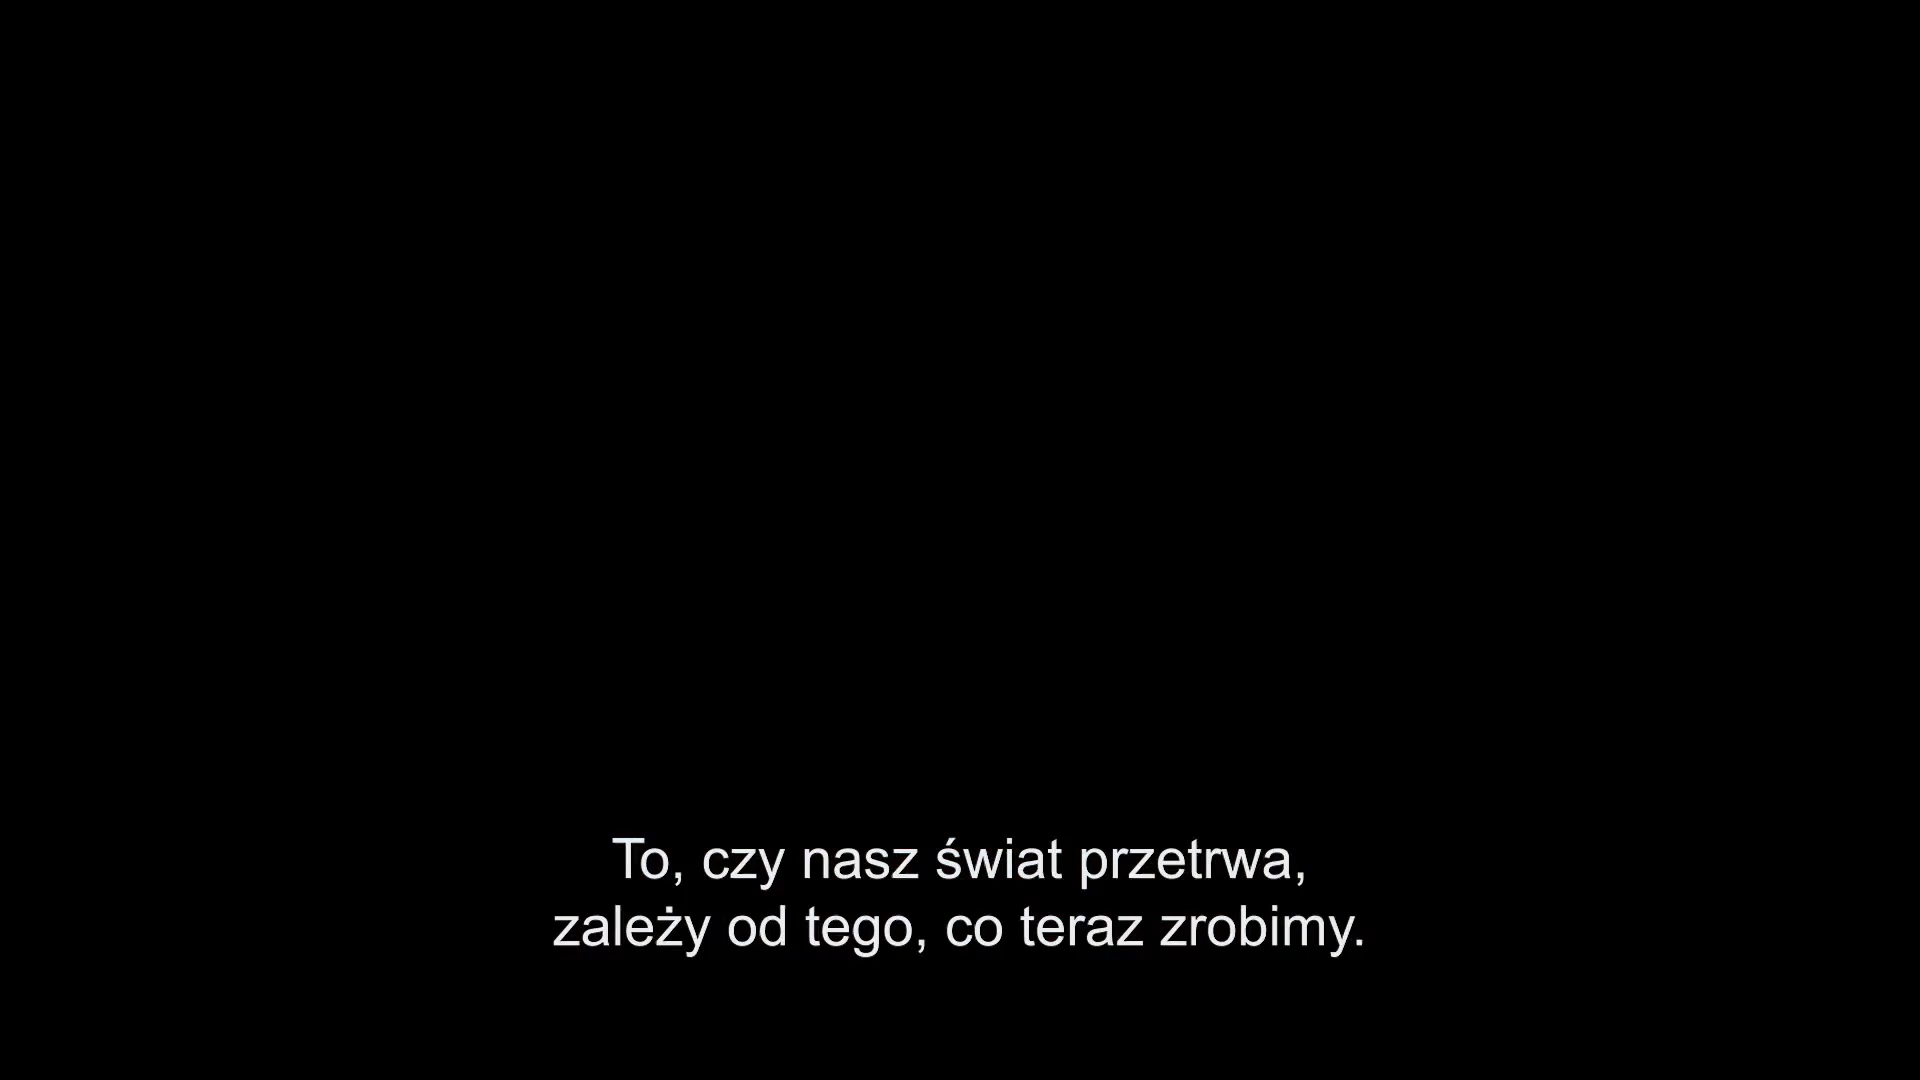 To, czy nasz świat przetrwa,
zależy od tego, co teraz zrobimy.